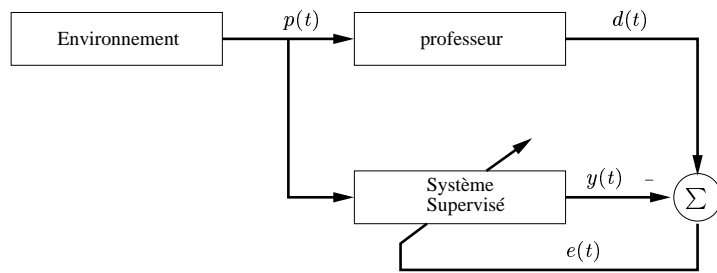 Environnement
p(t)
professeur
d(t)
Système
Supervisé
y(t)
–
∑
e(t)